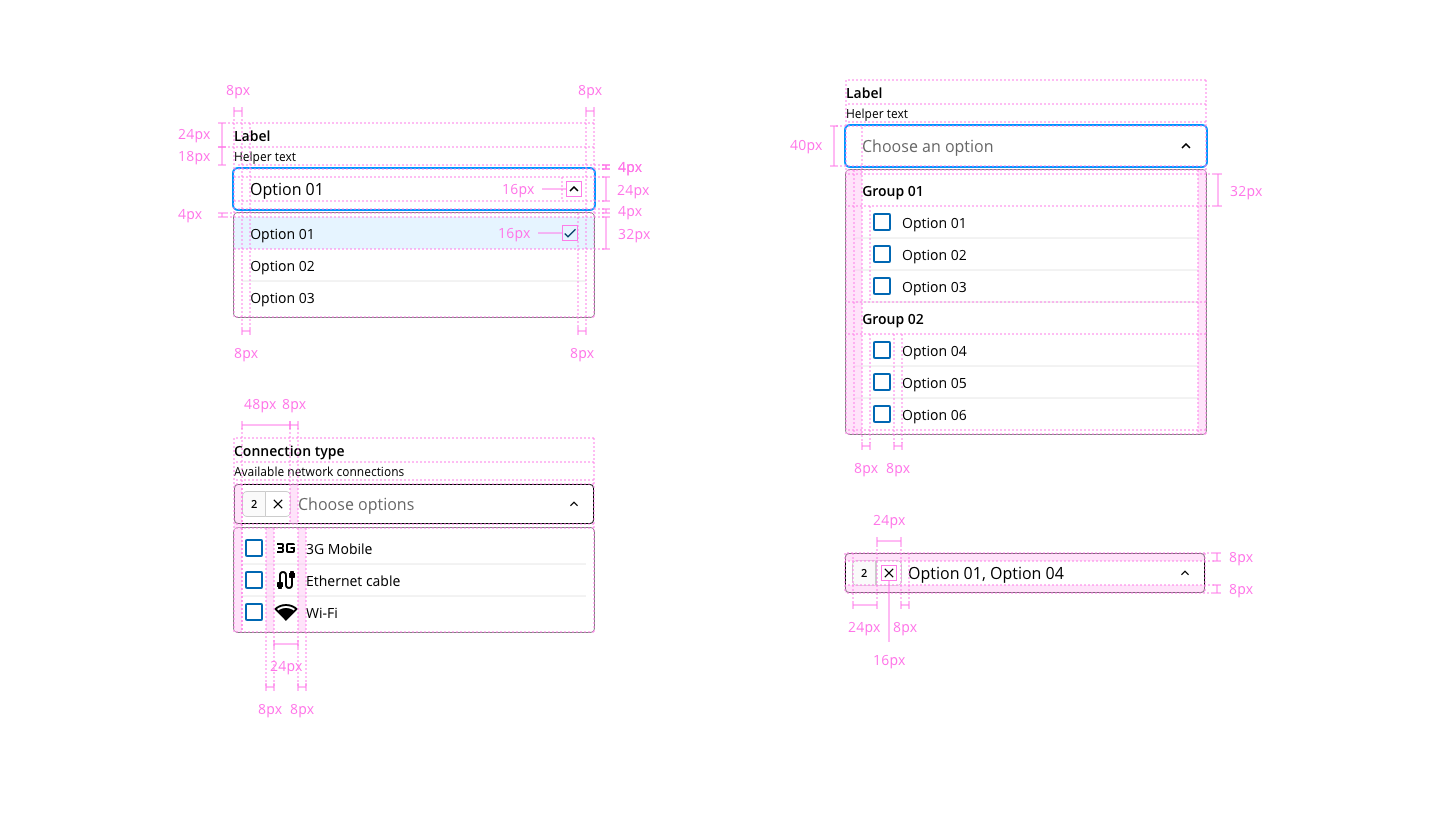 8px 8px
24px
Label
18px
Helper text
4px
Option 01
16px
24px
4px
4px
Option 01
16px
32px
Option 02
Option 03
8px 8px
Label
Helper text
40px
Choose an option
Group 01
32px
Option 01
Option 02
Option 03
Group 02
Option 04
Option 05
Option 06
8px 8px
48px 8px
Connection type
Available network connections
2
Choose options
3G 3G Mobile
Ethernet cable
Wi-Fi
24px
8px 8px
24px
8px
2
Option 01, Option 04
8px
24px 8px
16px